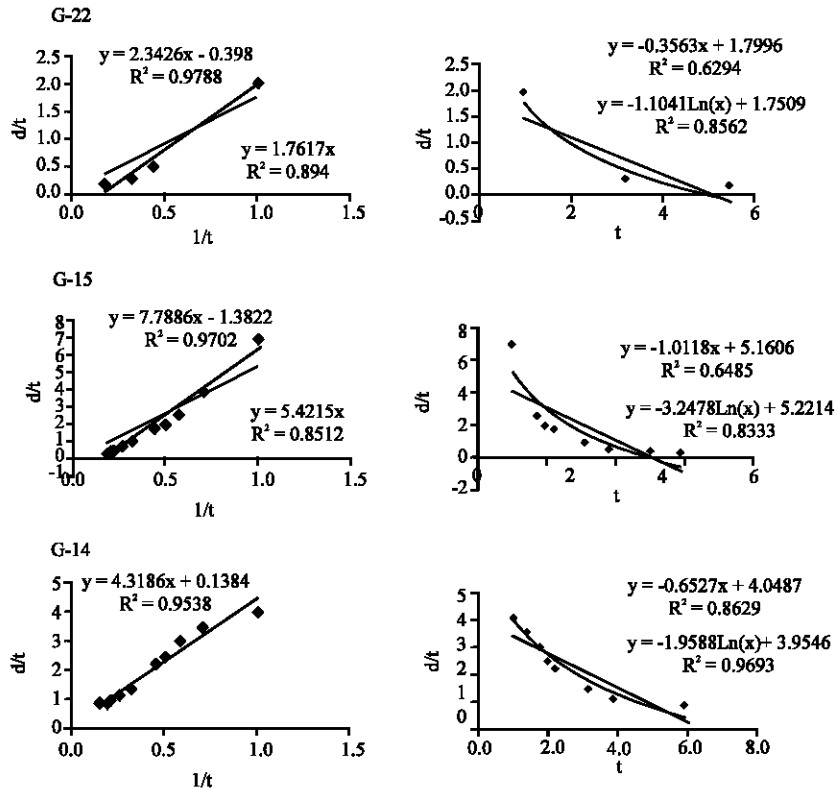 G-22
y = 2.3426x - 0.398
R² = 0.9788
y = 1.7617x
R² = 0.894
2.5
2.0
1.5
1.0
0.5
0.0
d/t
0.0
0.5
1.0
1.5
1/t
y = -0.3563x + 1.7996
R² = 0.6294
y = -1.1041Ln(x) + 1.7509
R² = 0.8562
2.5
2.0
1.5
1.0
0.5
0.0
-0.5
d/t
0
2
4
6
t
G-15
y = 7.7886x - 1.3822
R² = 0.9702
y = 5.4215x
R² = 0.8512
8
7
6
5
4
3
2
1
0
-1
d/t
0.0
0.5
1.0
1.5
1/t
y = -1.0118x + 5.1606
R² = 0.6485
y = -3.2478Ln(x) + 5.2214
R² = 0.8333
8
6
4
2
0
-2
d/t
0
2
4
6
t
G-14
y = 4.3186x + 0.1384
R² = 0.9538
5
4
3
2
1
0
d/t
0.0
0.5
1.0
1.5
1/t
y = -0.6527x + 4.0487
R² = 0.8629
y = -1.9588Ln(x)+ 3.9546
R² = 0.9693
5
4
3
2
1
0
d/t
0.0
2.0
4.0
6.0
8.0
t